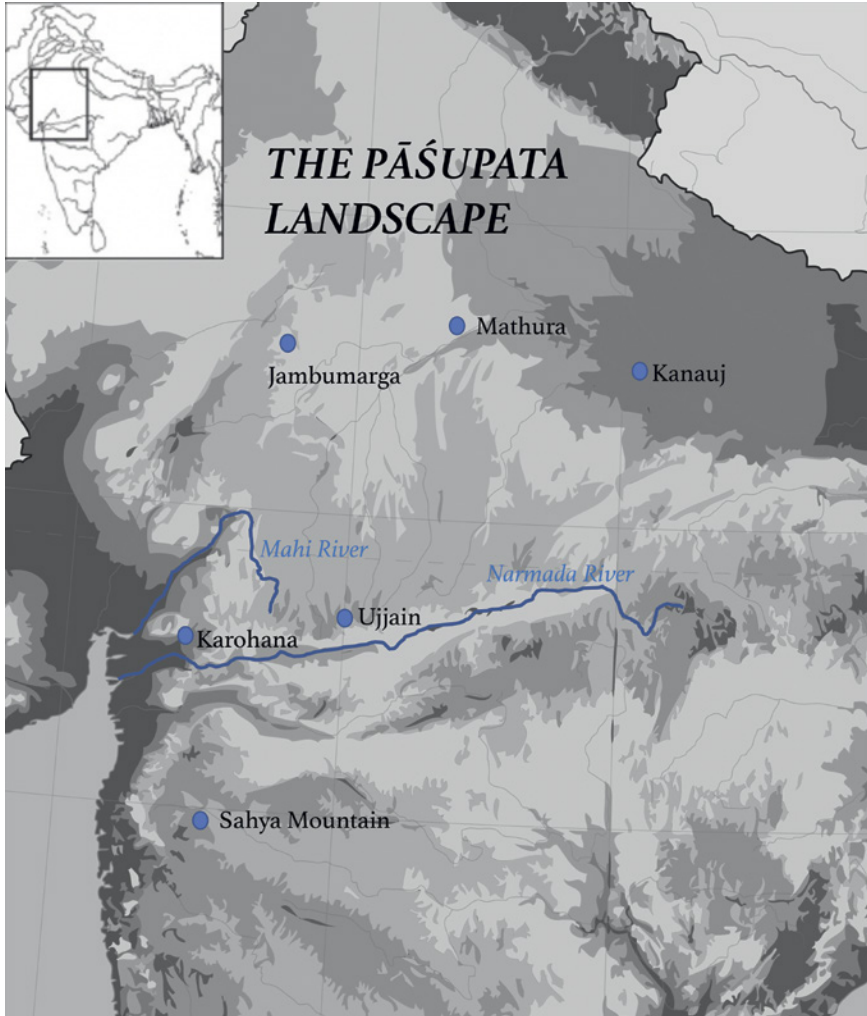 THE PĀŚUPATA
LANDSCAPE
Mathura
Jambumarga
Kanauj
Mahi River
Narmada River
Ujjain
Karohana
Sahya Mountain